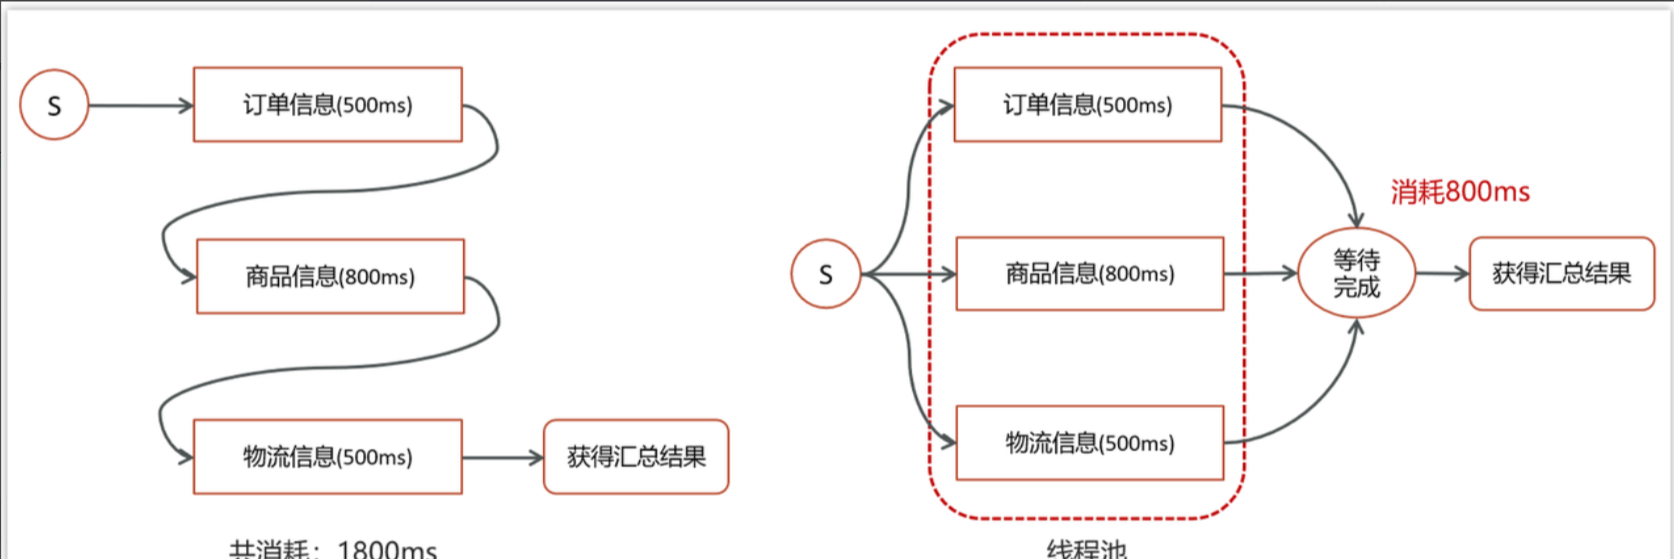 S
订单信息(500ms)
商品信息(800ms)
物流信息(500ms)
获得汇总结果
共消耗：1800ms
S
订单信息(500ms)
商品信息(800ms)
物流信息(500ms)
消耗800ms
等待
完成
获得汇总结果
线程池